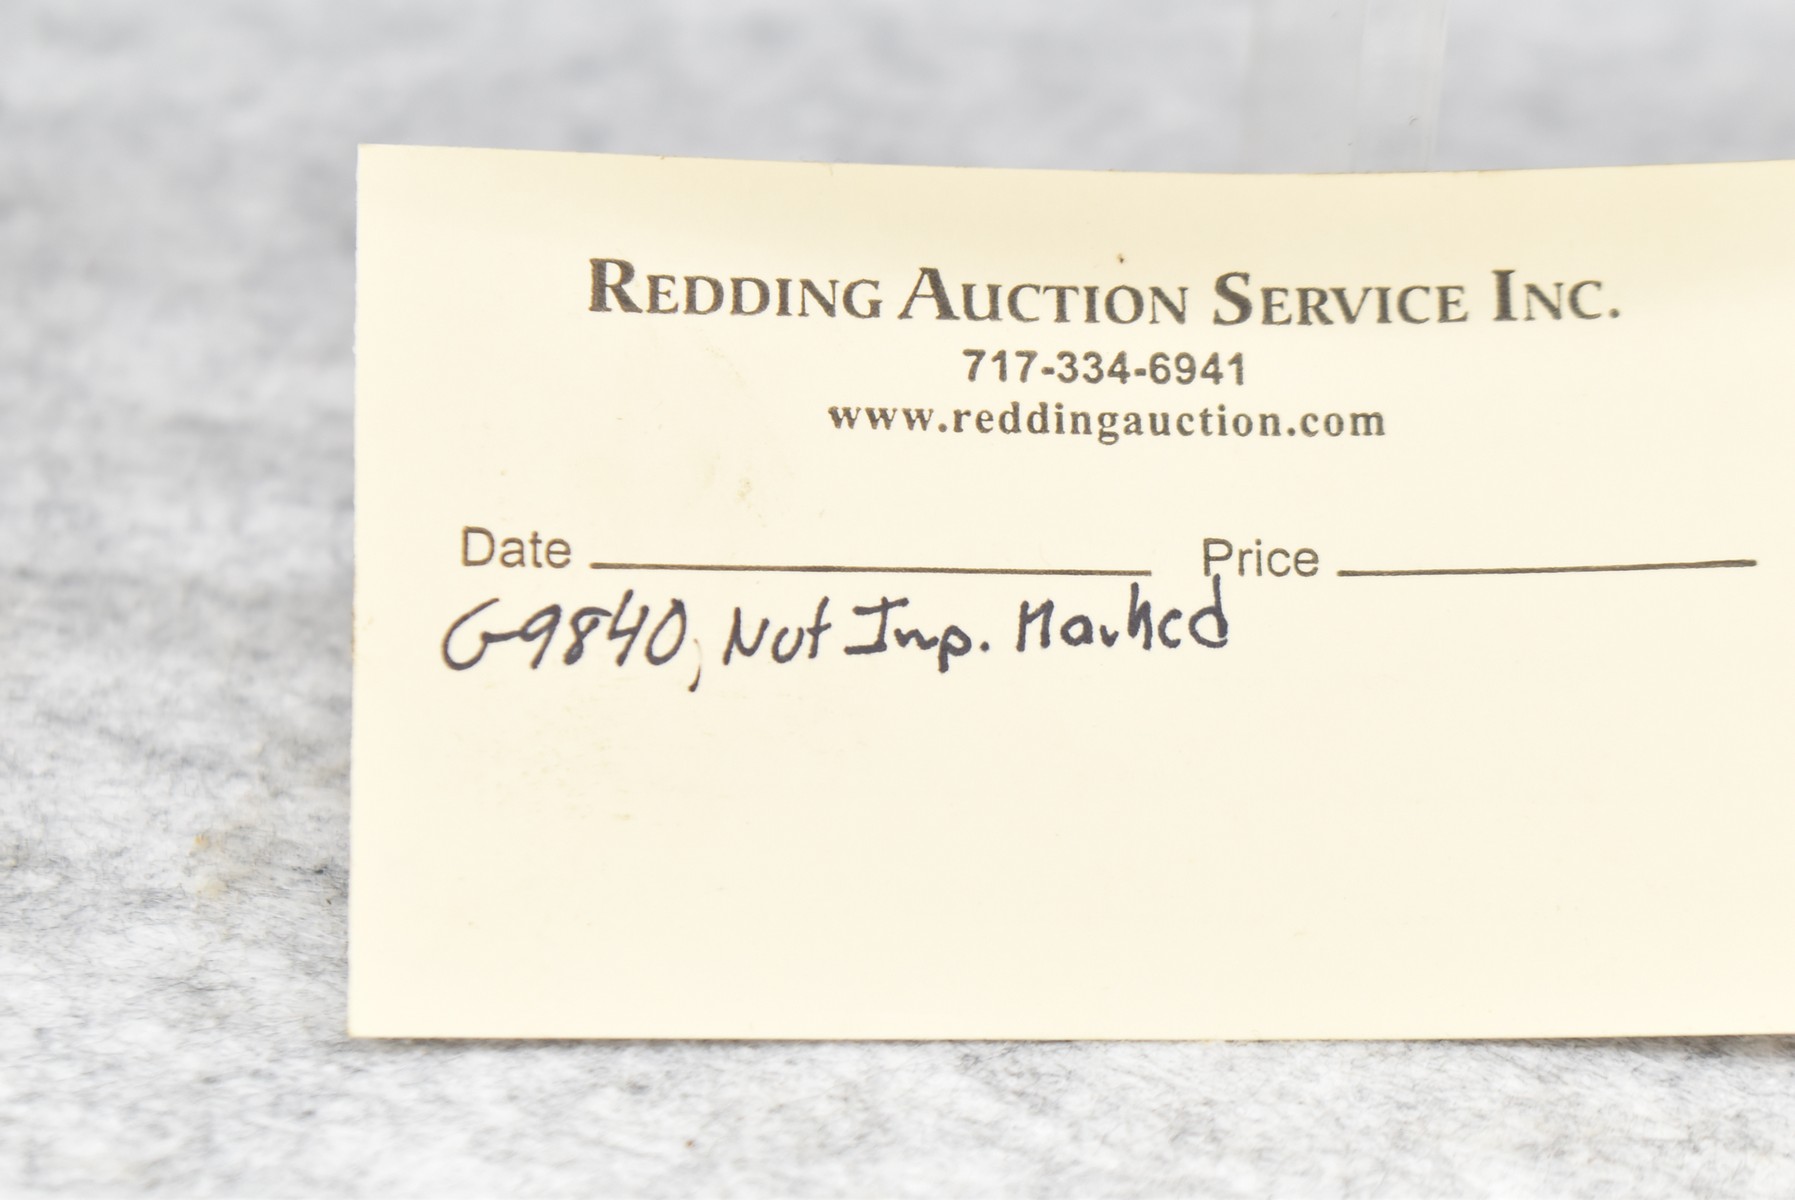 REDDING AUCTION SERVICE INC.
717-334-6941
www.reddingauction.com
Date Price
G9840, Not Imp. Marked